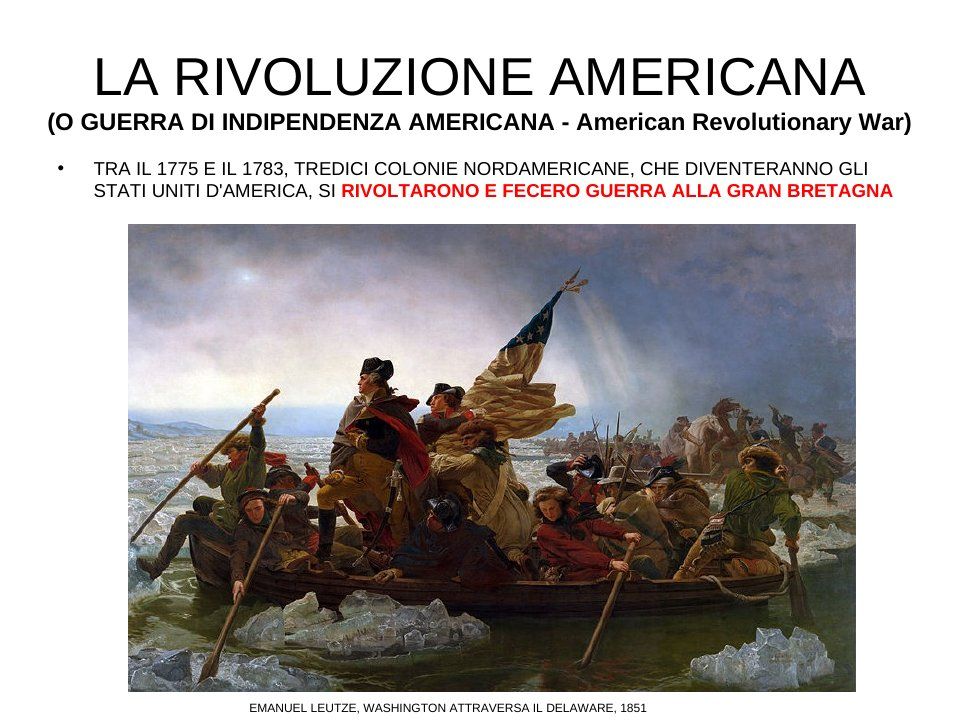 LA RIVOLUZIONE AMERICANA
(O GUERRA DI INDIPENDENZA AMERICANA - American Revolutionary War)
• TRA IL 1775 E IL 1783, TREDICI COLONIE NORDAMERICANE, CHE DIVENTERANNO GLI
STATI UNITI D'AMERICA, SI RIVOLTARONO E FECERO GUERRA ALLA GRAN BRETAGNA
EMANUEL LEUTZE, WASHINGTON ATTRAVERSA IL DELAWARE, 1851